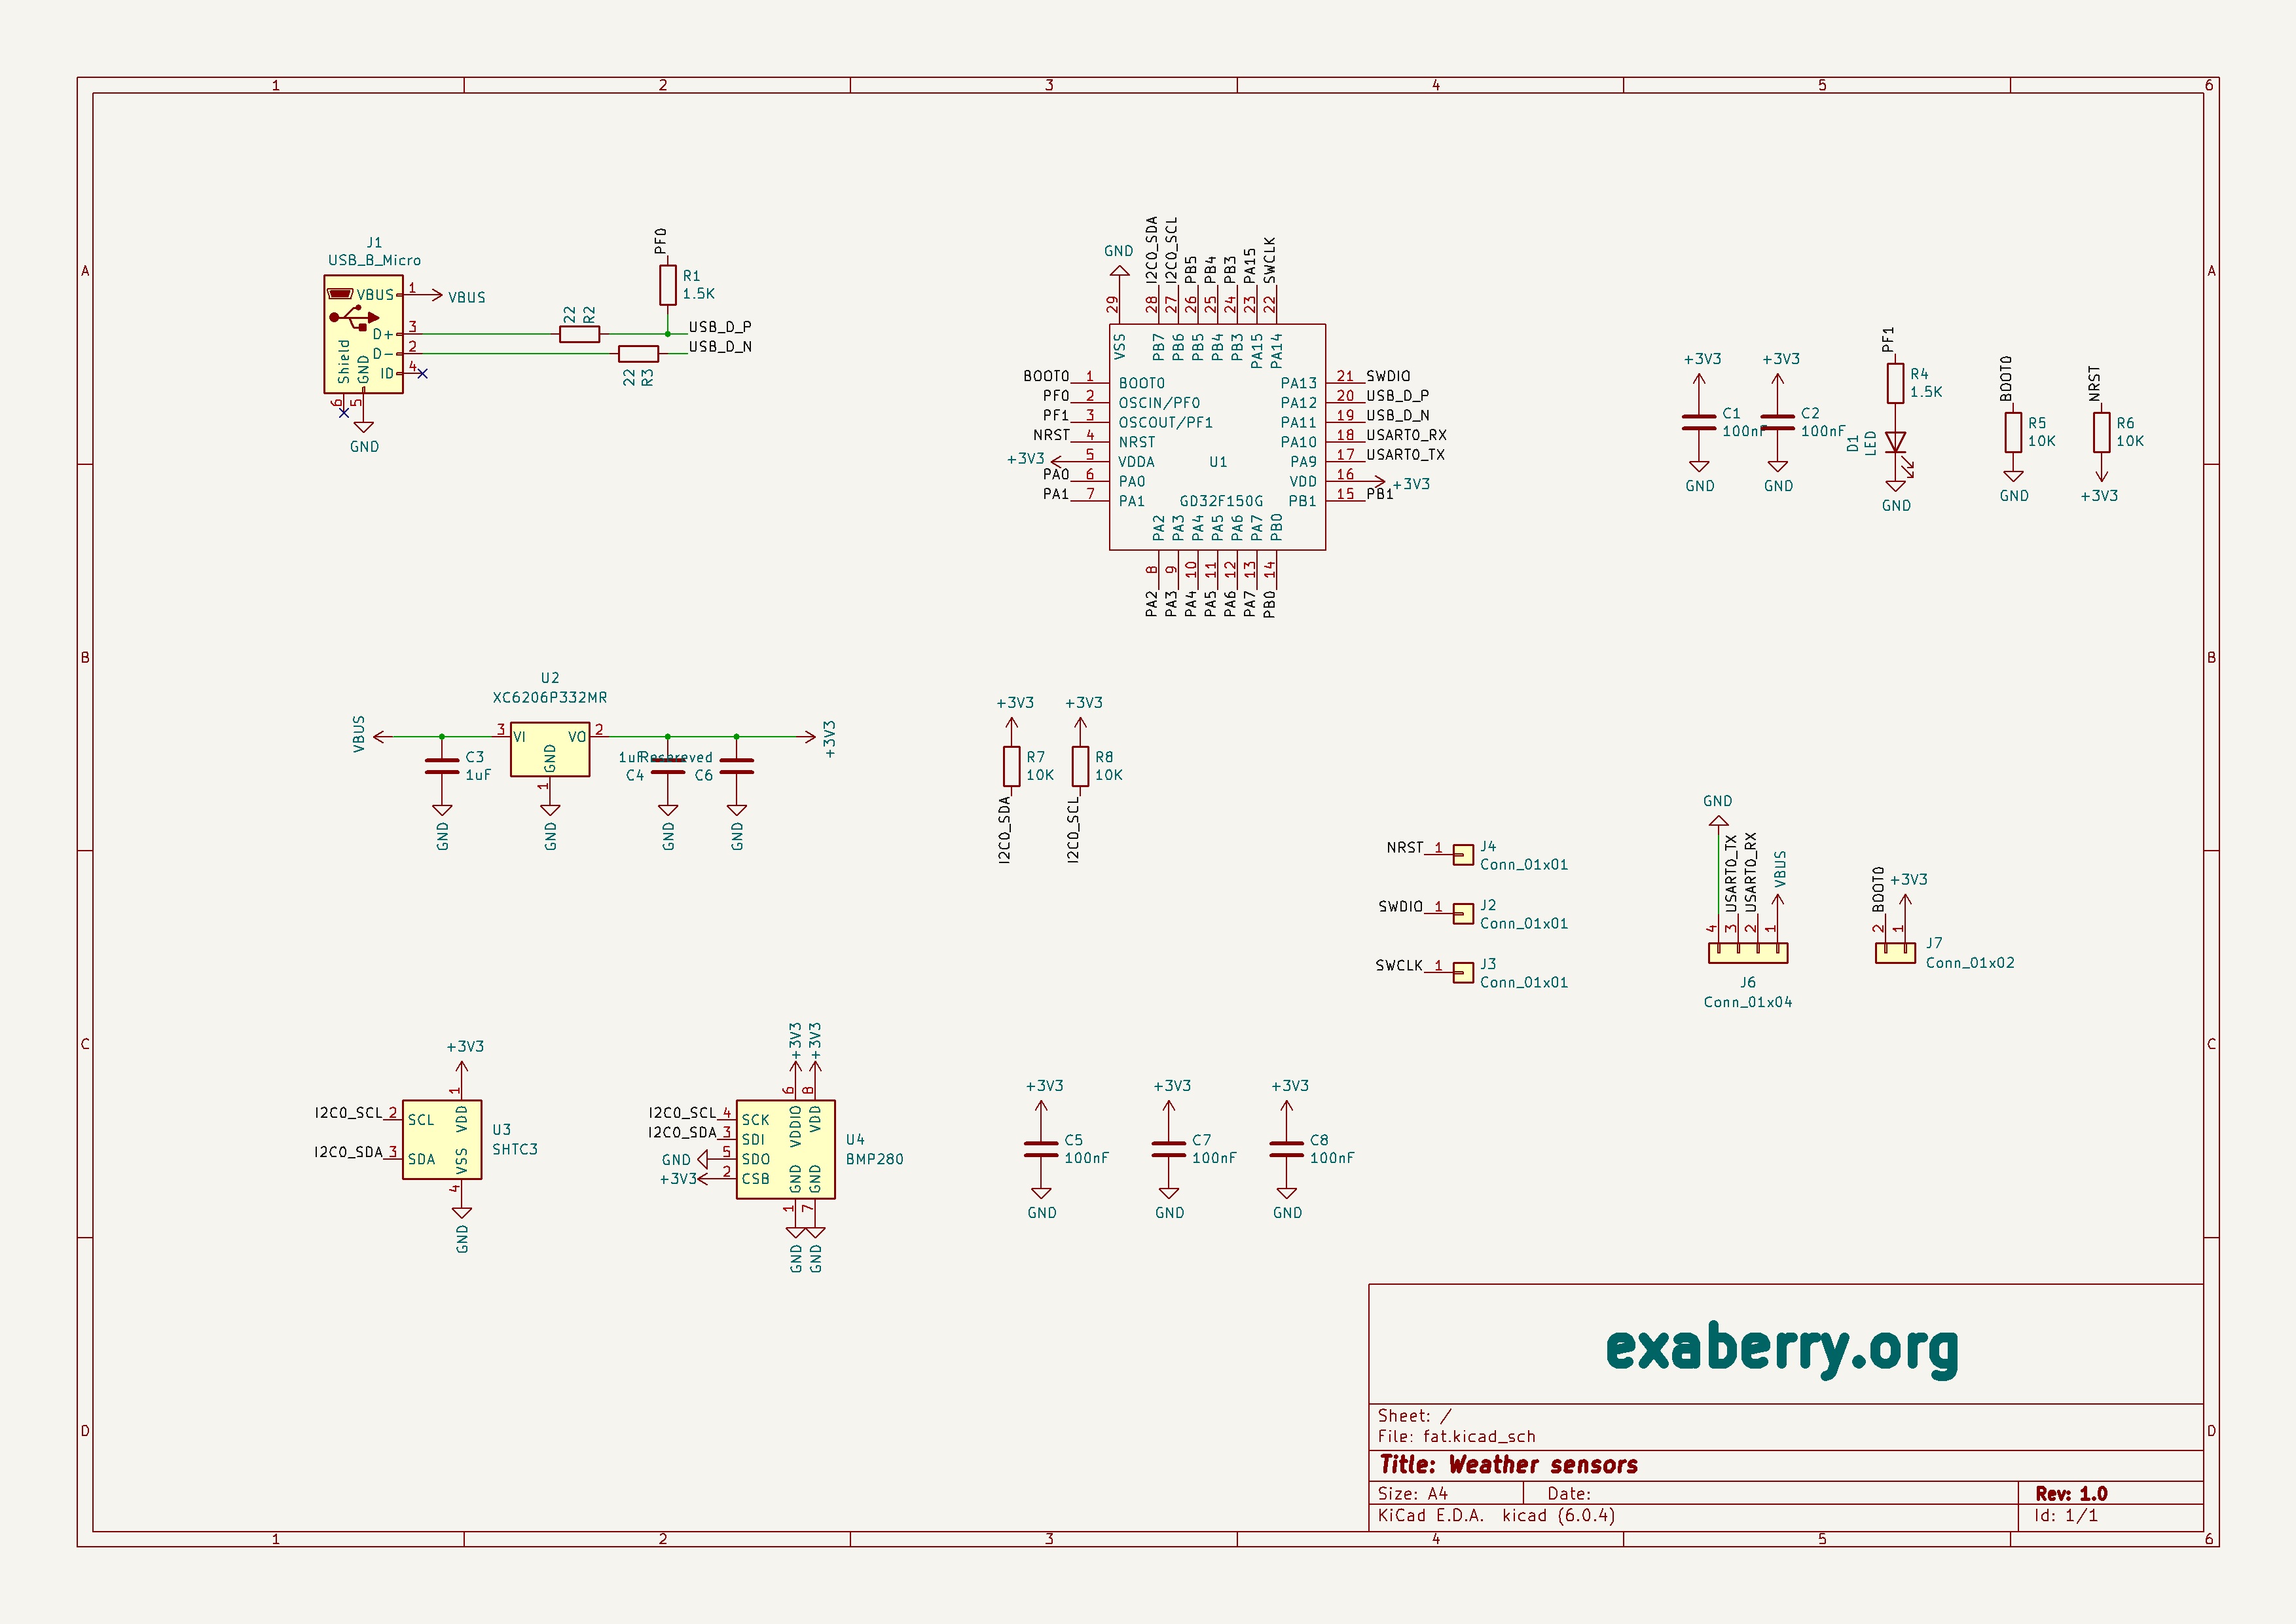 1 2 3 4 5 6
A
B
C
D
A
B
C
D
1 2 3 4 5 6
J1
USB_B_Micro
VBUS 1 VBUS
D+ 3
D- 2
ID 4
Shield 6
GND 5
GND
22 R2
22 R3
PF0
R1
1.5K
USB_D_P
USB_D_N
GND
I2C0_SDA
I2C0_SCL
PB5
PB4
PB3
PA15
SWCLK
29 28 27 26 25 24 23 22
VSS PB7 PB6 PB5 PB4 PB3 PA15 PA14
BOOT0 1 BOOT0
PF0 2 OSCIN/PF0
PF1 3 OSCOUT/PF1
NRST 4 NRST
+3V3 5 VDDA
PA0 6 PA0
PA1 7 PA1
U1
GD32F150G
PA13 21 SWDIO
PA12 20 USB_D_P
PA11 19 USB_D_N
PA10 18 USART0_RX
PA9 17 USART0_TX
VDD 16 +3V3
PB1 15 PB1
PA2 PA3 PA4 PA5 PA6 PA7 PB0
8 9 10 11 12 13 14
PA2 PA3 PA4 PA5 PA6 PA7 PB0
+3V3
C1
100nF
GND
+3V3
C2
100nF
GND
PF1
R4
1.5K
D1
LED
GND
BOOT0
R5
10K
GND
NRST
R6
10K
+3V3
U2
XC6206P332MR
VBUS
3 VI
VO 2
GND
1
GND
C3
1uF
GND
1uF
C4
GND
Resereved
C6
GND
+3V3
+3V3
R7
10K
I2C0_SDA
+3V3
R8
10K
I2C0_SCL
NRST 1 J4
Conn_01x01
SWDIO 1 J2
Conn_01x01
SWCLK 1 J3
Conn_01x01
GND
USART0_TX
USART0_RX
VBUS
4 3 2 1
J6
Conn_01x04
BOOT0
+3V3
2 1
J7
Conn_01x02
+3V3
1
VDD
I2C0_SCL 2 SCL
I2C0_SDA 3 SDA
VSS
4
GND
U3
SHTC3
+3V3 +3V3
6 8
VDDIO VDD
I2C0_SCL 4 SCK
I2C0_SDA 3 SDI
GND 5 SDO
+3V3 2 CSB
GND GND
1 7
GND GND
U4
BMP280
+3V3
C5
100nF
GND
+3V3
C7
100nF
GND
+3V3
C8
100nF
GND
exaberry.org
Sheet: /
File: fat.kicad_sch
Title: Weather sensors
Size: A4 Date: Rev: 1.0
KiCad E.D.A. kicad (6.0.4) Id: 1/1